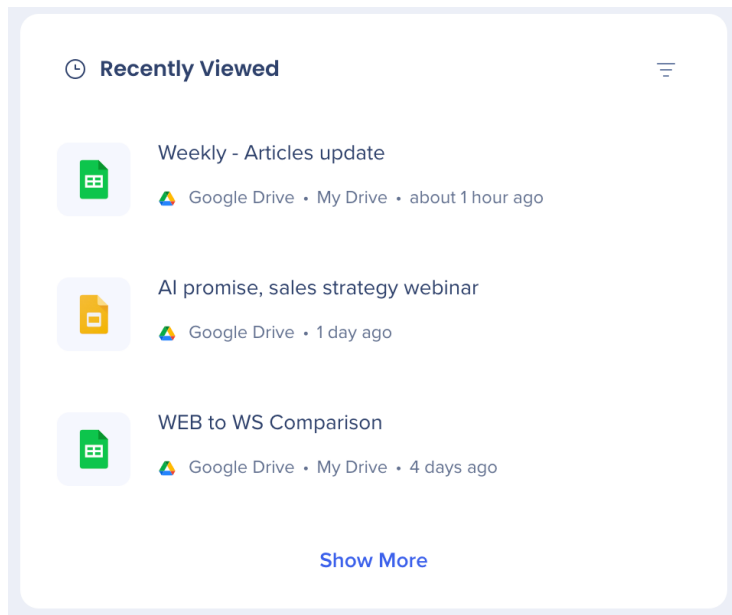 Recently Viewed
Weekly - Articles update
Google Drive • My Drive • about 1 hour ago
AI promise, sales strategy webinar
Google Drive • 1 day ago
WEB to WS Comparison
Google Drive • My Drive • 4 days ago
Show More